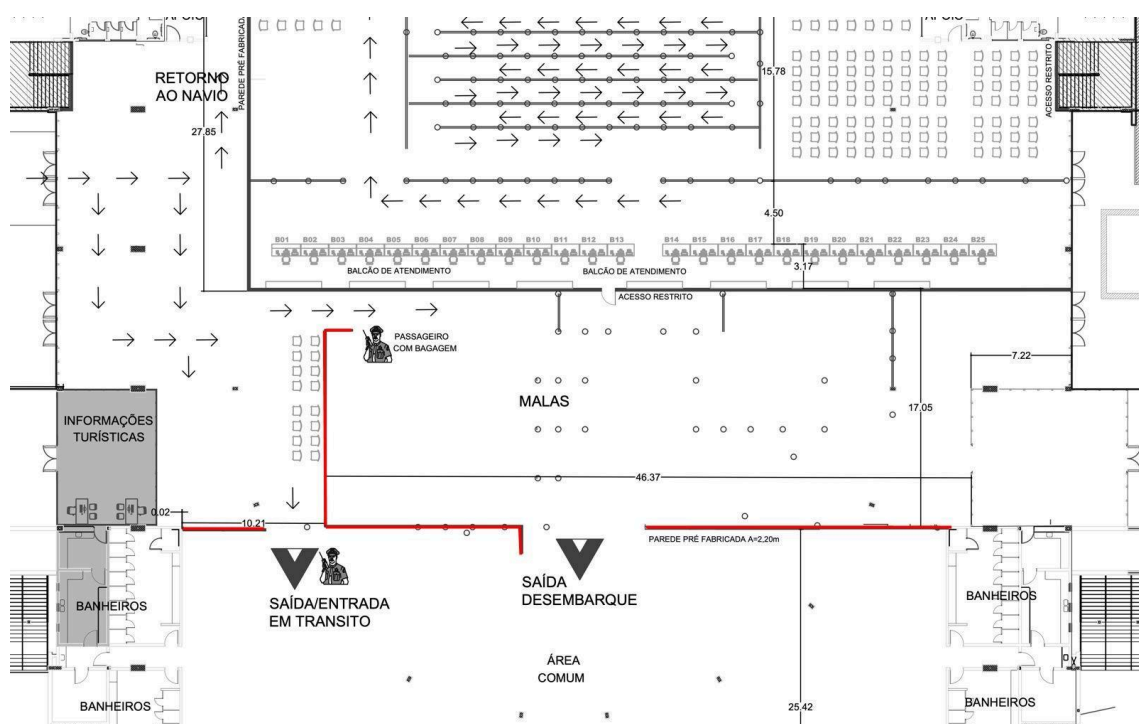 APOIO
APOIO
PAREDE PRÉ FABRICADA
ACESSO RESTRITO
RETORNO
AO NAVIO
15.78
27.85
4.50
B01 B02 B03 B04 B05 B06 B07 B08 B09 B10 B11 B12 B13
B14 B15 B16 B17 B18 B19 B20 B21 B22 B23 B24 B25
BALCÃO DE ATENDIMENTO
BALCÃO DE ATENDIMENTO
3.17
ACESSO RESTRITO
PASSAGEIRO
COM BAGAGEM
7.22
MALAS
17.05
INFORMAÇÕES
TURÍSTICAS
46.37
0.02
10.21
PAREDE PRÉ FABRICADA A=2,20m
SAÍDA/ENTRADA
EM TRANSITO
SAÍDA
DESEMBARQUE
BANHEIROS
BANHEIROS
ÁREA
COMUM
BANHEIROS
BANHEIROS
25.42